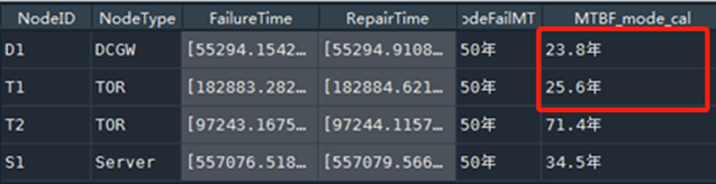 NodeID NodeType FailureTime RepairTime odeFailMT MTBF_mode_cal
D1 DCGW [55294.1542… [55294.9108… 50年 23.8年
T1 TOR [182883.282… [182884.621… 50年 25.6年
T2 TOR [97243.1675… [97244.1157… 50年 71.4年
S1 Server [557076.518… [557079.566… 50年 34.5年